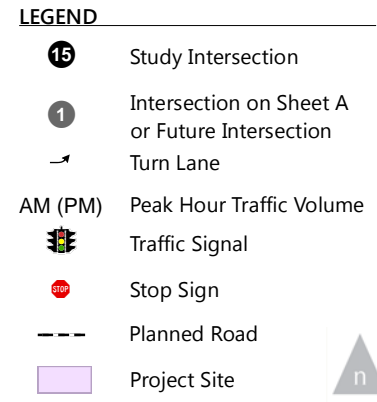 LEGEND
15 Study Intersection
1 Intersection on Sheet A
or Future Intersection
Turn Lane
AM (PM) Peak Hour Traffic Volume
Traffic Signal
STOP Stop Sign
Planned Road
Project Site
n